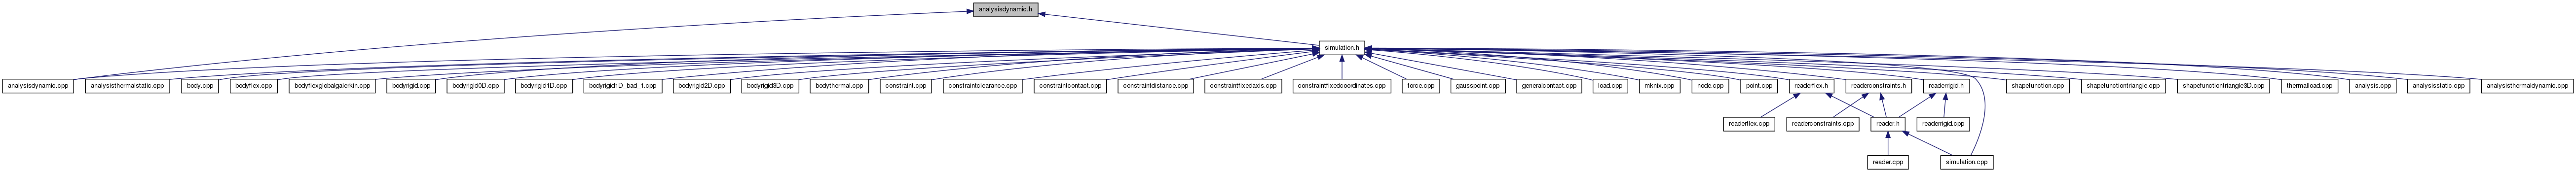 analysisdynamic.h
simulation.h
analysisdynamic.cpp
analysisthermalstatic.cpp
body.cpp
bodyflex.cpp
bodyflexglobalgalerkin.cpp
bodyrigid.cpp
bodyrigid0D.cpp
bodyrigid1D.cpp
bodyrigid1D_bad_1.cpp
bodyrigid2D.cpp
bodyrigid3D.cpp
bodythermal.cpp
constraint.cpp
constraintclearance.cpp
constraintcontact.cpp
constraintdistance.cpp
constraintfixedaxis.cpp
constraintfixedcoordinates.cpp
force.cpp
gausspoint.cpp
generalcontact.cpp
load.cpp
mknix.cpp
node.cpp
point.cpp
readerflex.h
readerconstraints.h
readerrigid.h
shapefunction.cpp
shapefunctiontriangle.cpp
shapefunctiontriangle3D.cpp
thermalload.cpp
analysis.cpp
analysisstatic.cpp
analysisthermaldynamic.cpp
readerflex.cpp
readerconstraints.cpp
reader.h
readerrigid.cpp
reader.cpp
simulation.cpp